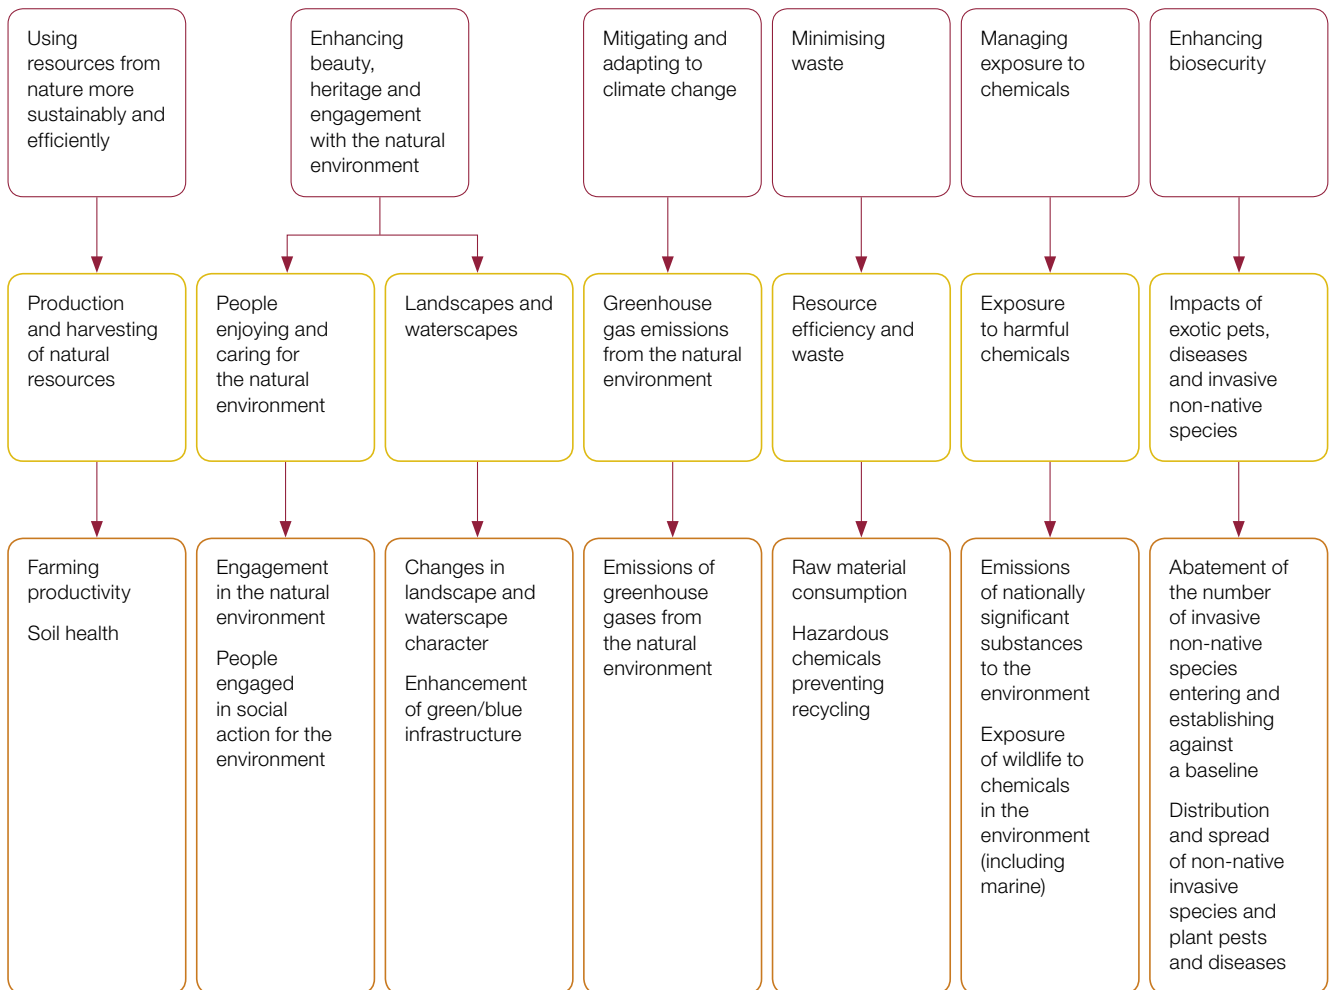 Using
resources from
nature more
sustainably and
efficiently
Enhancing
beauty,
heritage and
engagement
with the natural
environment
Mitigating and
adapting to
climate change
Minimising
waste
Managing
exposure to
chemicals
Enhancing
biosecurity
Production
and harvesting
of natural
resources
People
enjoying and
caring for
the natural
environment
Landscapes and
waterscapes
Greenhouse
gas emissions
from the natural
environment
Resource
efficiency and
waste
Exposure
to harmful
chemicals
Impacts of
exotic pets,
diseases
and invasive
non-native
species
Farming
productivity
Soil health
Engagement
in the natural
environment
People
engaged
in social
action for the
environment
Changes in
landscape and
waterscape
character
Enhancement
of green/blue
infrastructure
Emissions of
greenhouse
gases from
the natural
environment
Raw material
consumption
Hazardous
chemicals
preventing
recycling
Emissions
of nationally
significant
substances
to the
environment
Exposure
of wildlife to
chemicals
in the
environment
(including
marine)
Abatement of
the number
of invasive
non-native
species
entering and
establishing
against
a baseline
Distribution
and spread
of non-native
invasive
species and
plant pests
and diseases